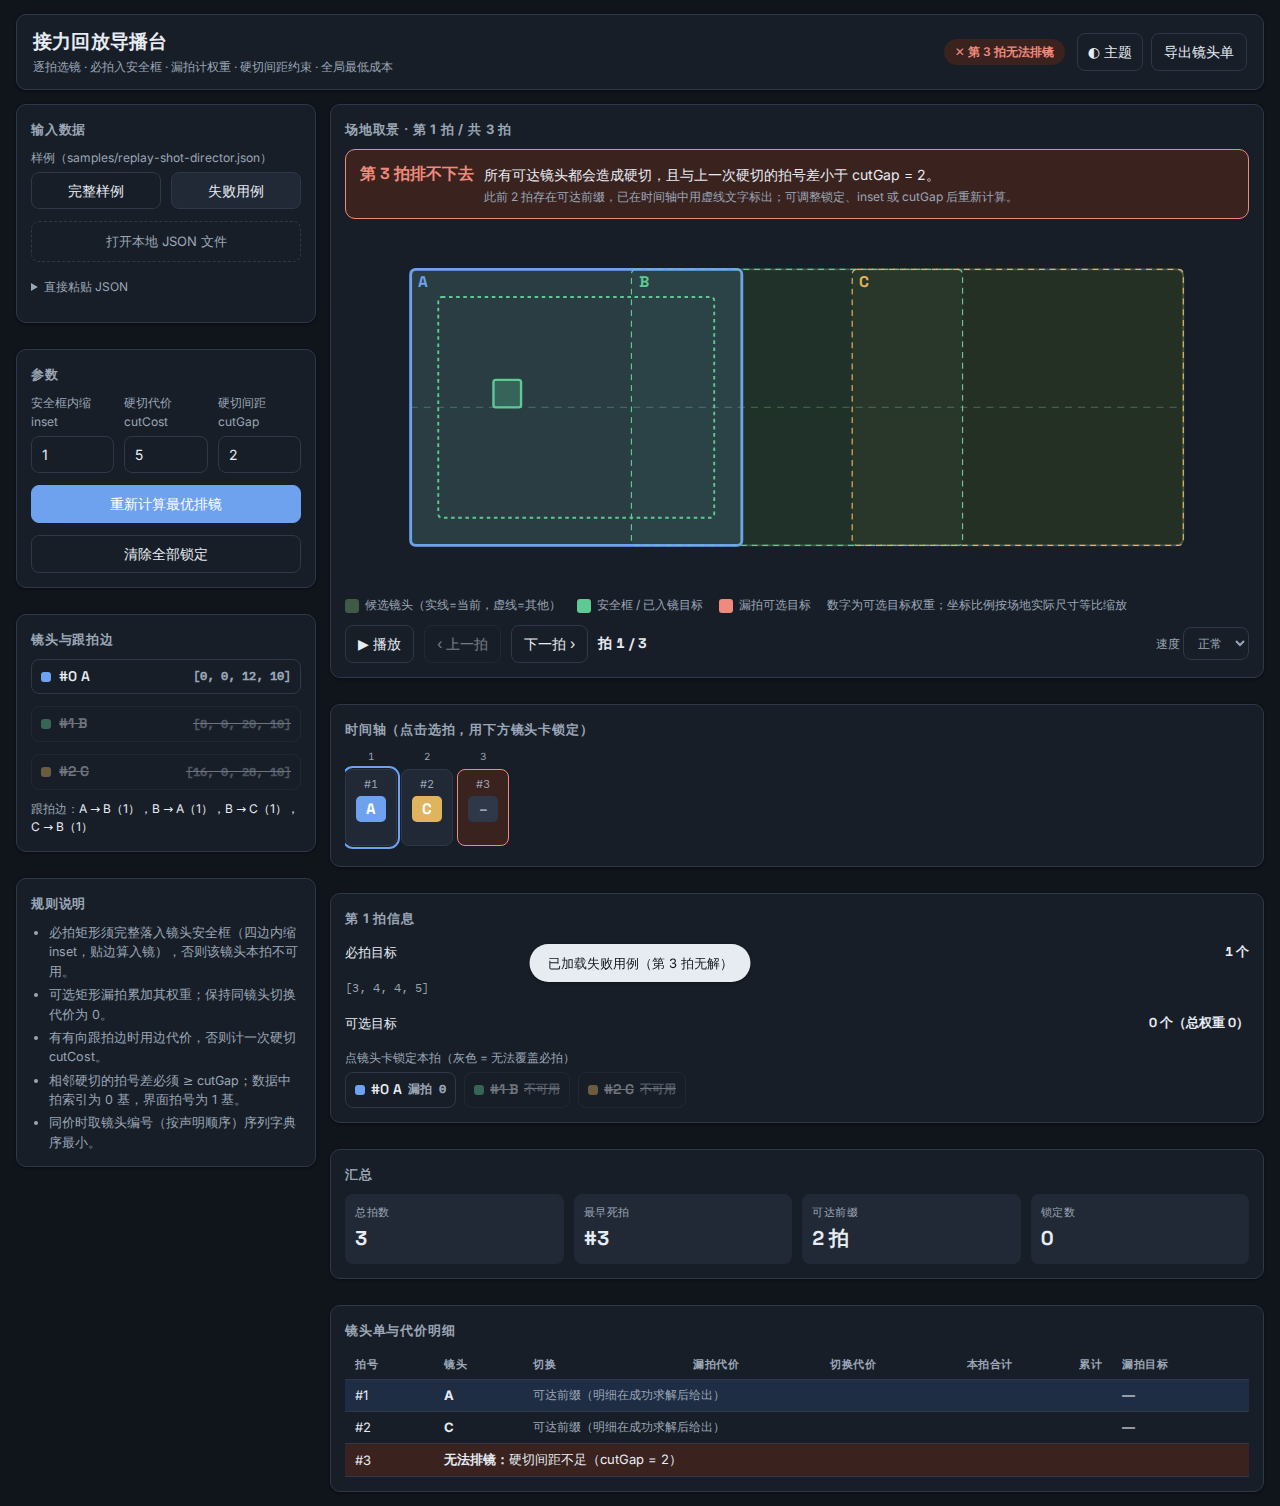 接力回放导播台
逐拍选镜 · 必拍入安全框 · 漏拍计权重 · 硬切间距约束 · 全局最低成本
✕ 第 3 拍无法排镜
◐ 主题
导出镜头单
输入数据
样例（samples/replay-shot-director.json）
完整样例
失败用例
打开本地 JSON 文件
▶ 直接粘贴 JSON
参数
安全框内缩 inset
硬切代价 cutCost
硬切间距 cutGap
1
5
2
重新计算最优排镜
清除全部锁定
镜头与跟拍边
#0 A [0, 0, 12, 10]
#1 B [8, 0, 20, 10]
#2 C [16, 0, 28, 10]
跟拍边：A → B（1），B → A（1），B → C（1），
C → B（1）
规则说明
• 必拍矩形须完整落入镜头安全框（四边内缩
inset，贴边算入镜），否则该镜头本拍不可
用。
• 可选矩形漏拍累加其权重；保持同镜头切换
代价为 0。
• 有有向跟拍边时用边代价，否则计一次硬切
cutCost。
• 相邻硬切的拍号差必须 ≥ cutGap；数据中
拍索引为 0 基，界面拍号为 1 基。
• 同价时取镜头编号（按声明顺序）序列字典
序最小。
场地取景 · 第 1 拍 / 共 3 拍
第 3 拍排不下去 所有可达镜头都会造成硬切，且与上一次硬切的拍号差小于 cutGap = 2。
此前 2 拍存在可达前缀，已在时间轴中用虚线文字标出；可调整锁定、inset 或 cutGap 后重新计算。
A
B
C
候选镜头（实线=当前，虚线=其他） 安全框 / 已入镜目标 漏拍可选目标 数字为可选目标权重；坐标比例按场地实际尺寸等比缩放
▶ 播放
‹ 上一拍
下一拍 ›
拍 1 / 3
速度 正常
时间轴（点击选拍，用下方镜头卡锁定）
1 2 3
#1 #2 #3
A C –
第 1 拍信息
必拍目标 1 个
已加载失败用例（第 3 拍无解）
[3, 4, 4, 5]
可选目标 0 个（总权重 0）
点镜头卡锁定本拍（灰色 = 无法覆盖必拍）
#0 A 漏拍 0
#1 B 不可用
#2 C 不可用
汇总
总拍数 最早死拍 可达前缀 锁定数
3 #3 2 拍 0
镜头单与代价明细
拍号 镜头 切换 漏拍代价 切换代价 本拍合计 累计 漏拍目标
#1 A 可达前缀（明细在成功求解后给出） —
#2 C 可达前缀（明细在成功求解后给出） —
#3 无法排镜：硬切间距不足（cutGap = 2）